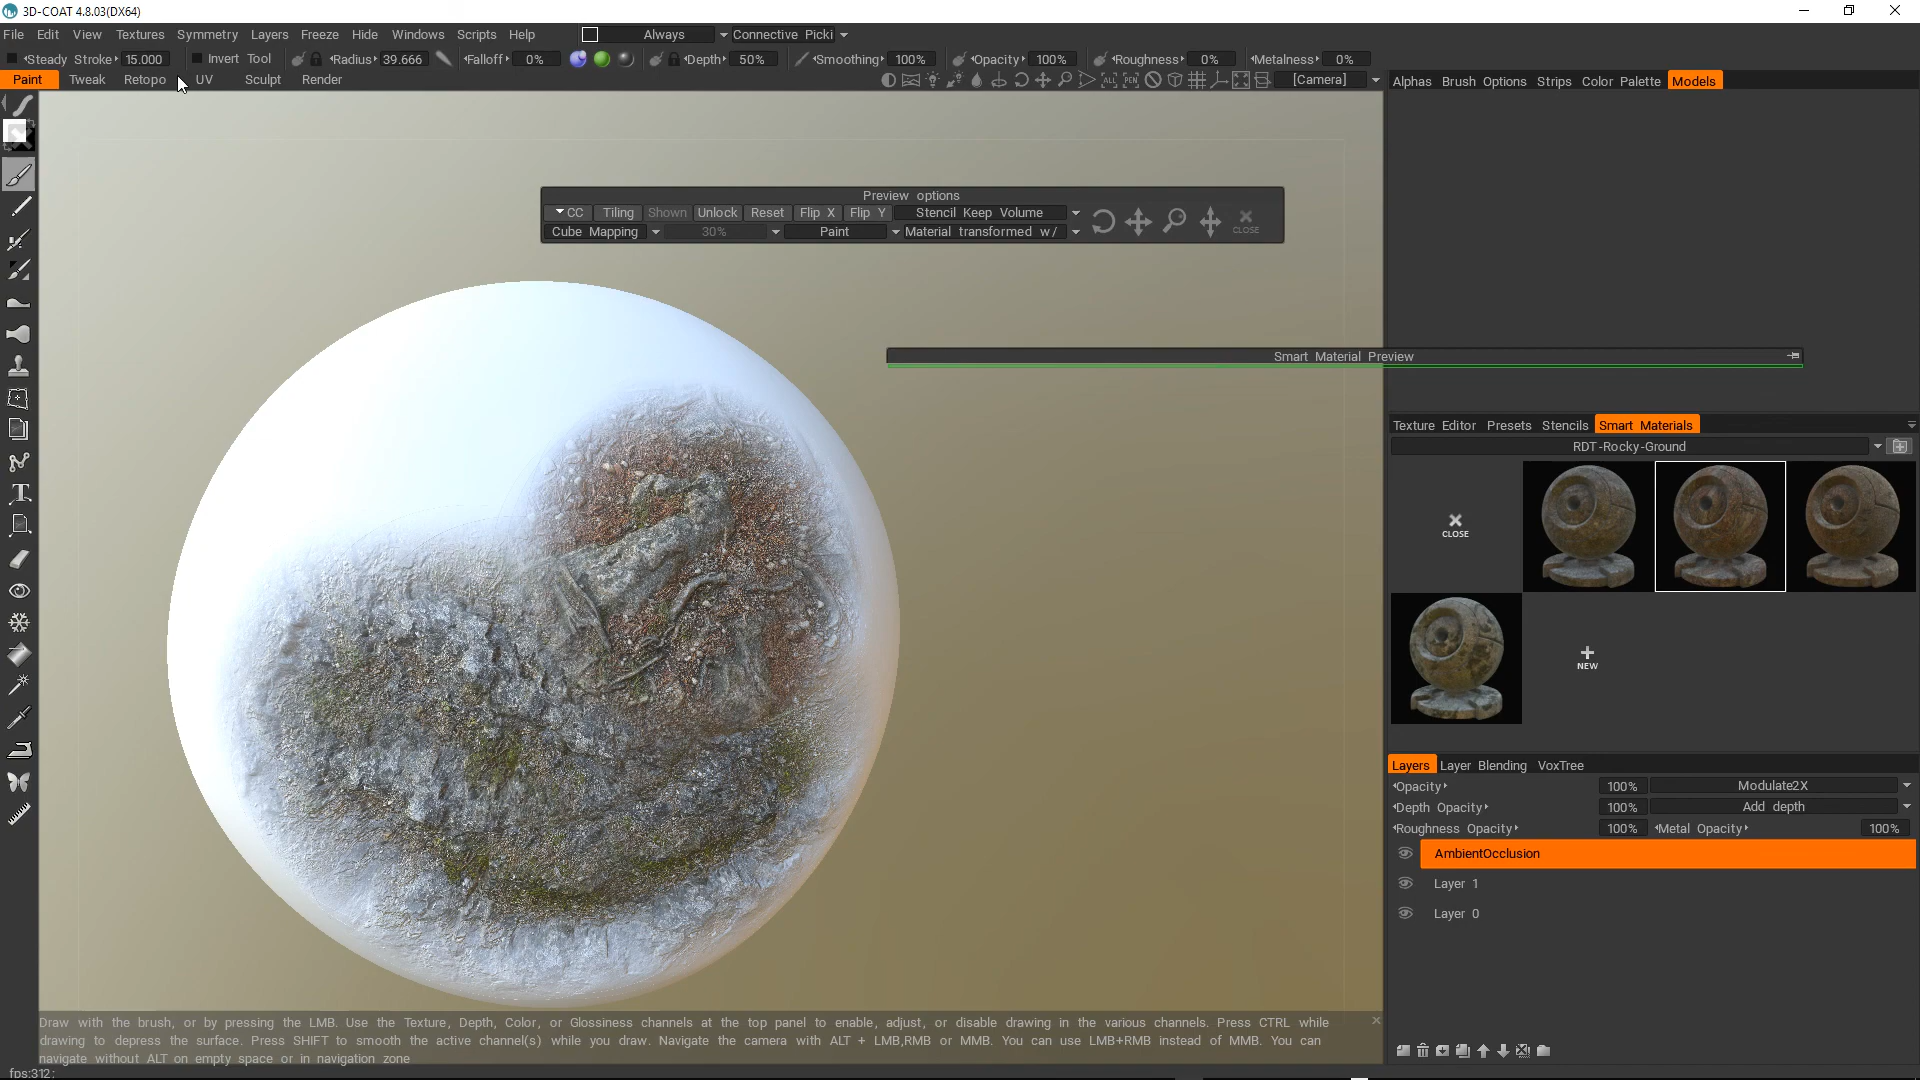 3D-COAT 4.8.03(DX64)
File Edit View Textures Symmetry Layers Freeze Hide Windows Scripts Help Always Connective Picki
Steady Stroke 15.000 Invert Tool Radius 39.666 Falloff 0% Depth 50% Smoothing 100% Opacity 100% Roughness 0% Metalness 0%
Paint Tweak Retopo UV Sculpt Render ALL PEN [Camera]
Alphas Brush Options Strips Color Palette Models
Preview options
CC Tiling Shown Unlock Reset Flip X Flip Y Stencil Keep Volume
Cube Mapping 30% Paint Material transformed w/ CLOSE
Smart Material Preview
Texture Editor Presets Stencils Smart Materials
RDT-Rocky-Ground
CLOSE
NEW
Layers Layer Blending VoxTree
Opacity 100% Modulate2X
Depth Opacity 100% Add depth
Roughness Opacity 100% Metal Opacity 100%
AmbientOcclusion
Layer 1
Layer 0
Draw with the brush, or by pressing the LMB. Use the Texture, Depth, Color, or Glossiness channels at the top panel to enable, adjust, or disable drawing in the various channels. Press CTRL while
drawing to depress the surface. Press SHIFT to smooth the active channel(s) while you draw. Navigate the camera with ALT + LMB,RMB or MMB. You can use LMB+RMB instead of MMB. You can
navigate without ALT on empty space or in navigation zone
fps:312;